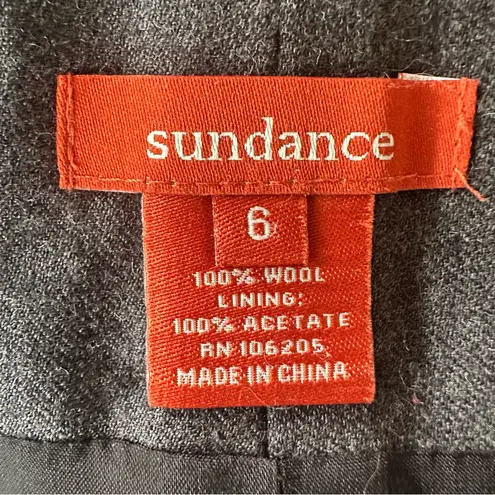 sundance
6
100% WOOL
LINING:
100% ACETATE
RN 106205
MADE IN CHINA